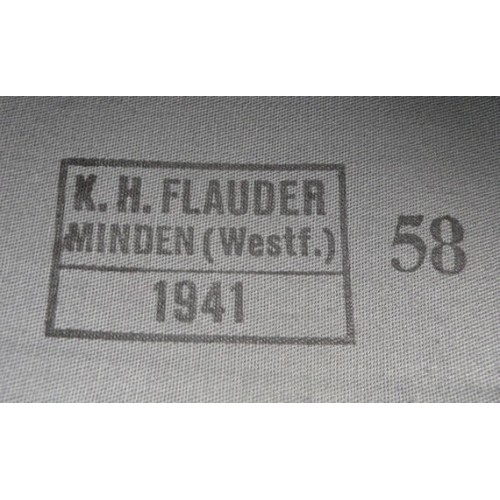 K. H. FLAUDER
MINDEN (Westf.)
1941
58